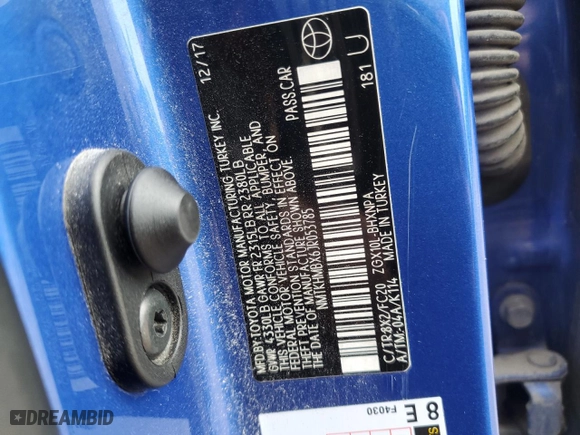 MFD.BY: TOYOTA MOTOR MANUFACTURING TURKEY INC. 12/17
GVWR 4330LB GAWR FR 2315LB RR 2380LB
THIS VEHICLE CONFORMS TO ALL APPLICABLE
FEDERAL MOTOR VEHICLE SAFETY, BUMPER, AND
THEFT PREVENTION STANDARDS IN EFFECT ON
THE DATE OF MANUFACTURE SHOWN ABOVE.
PASS.CAR
181 U
C/TR: 8X2/FC20 ZGX10L-BHXNPA
A/TM:-04A/K114 MADE IN TURKEY
8 E
F4030
DREAMBID